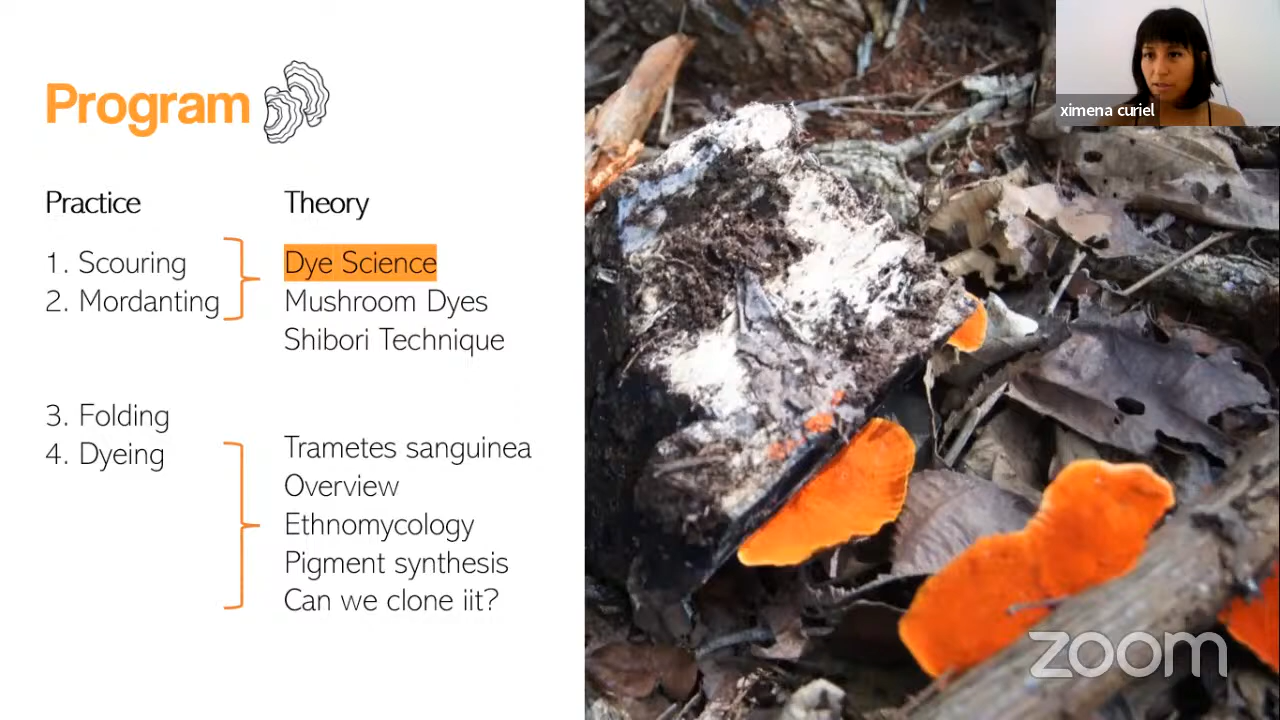 Program
Practice
Theory
1. Scouring
2. Mordanting
Dye Science
Mushroom Dyes
Shibori Technique
3. Folding
4. Dyeing
Trametes sanguinea
Overview
Ethnomycology
Pigment synthesis
Can we clone iit?
ximena curiel
zoom